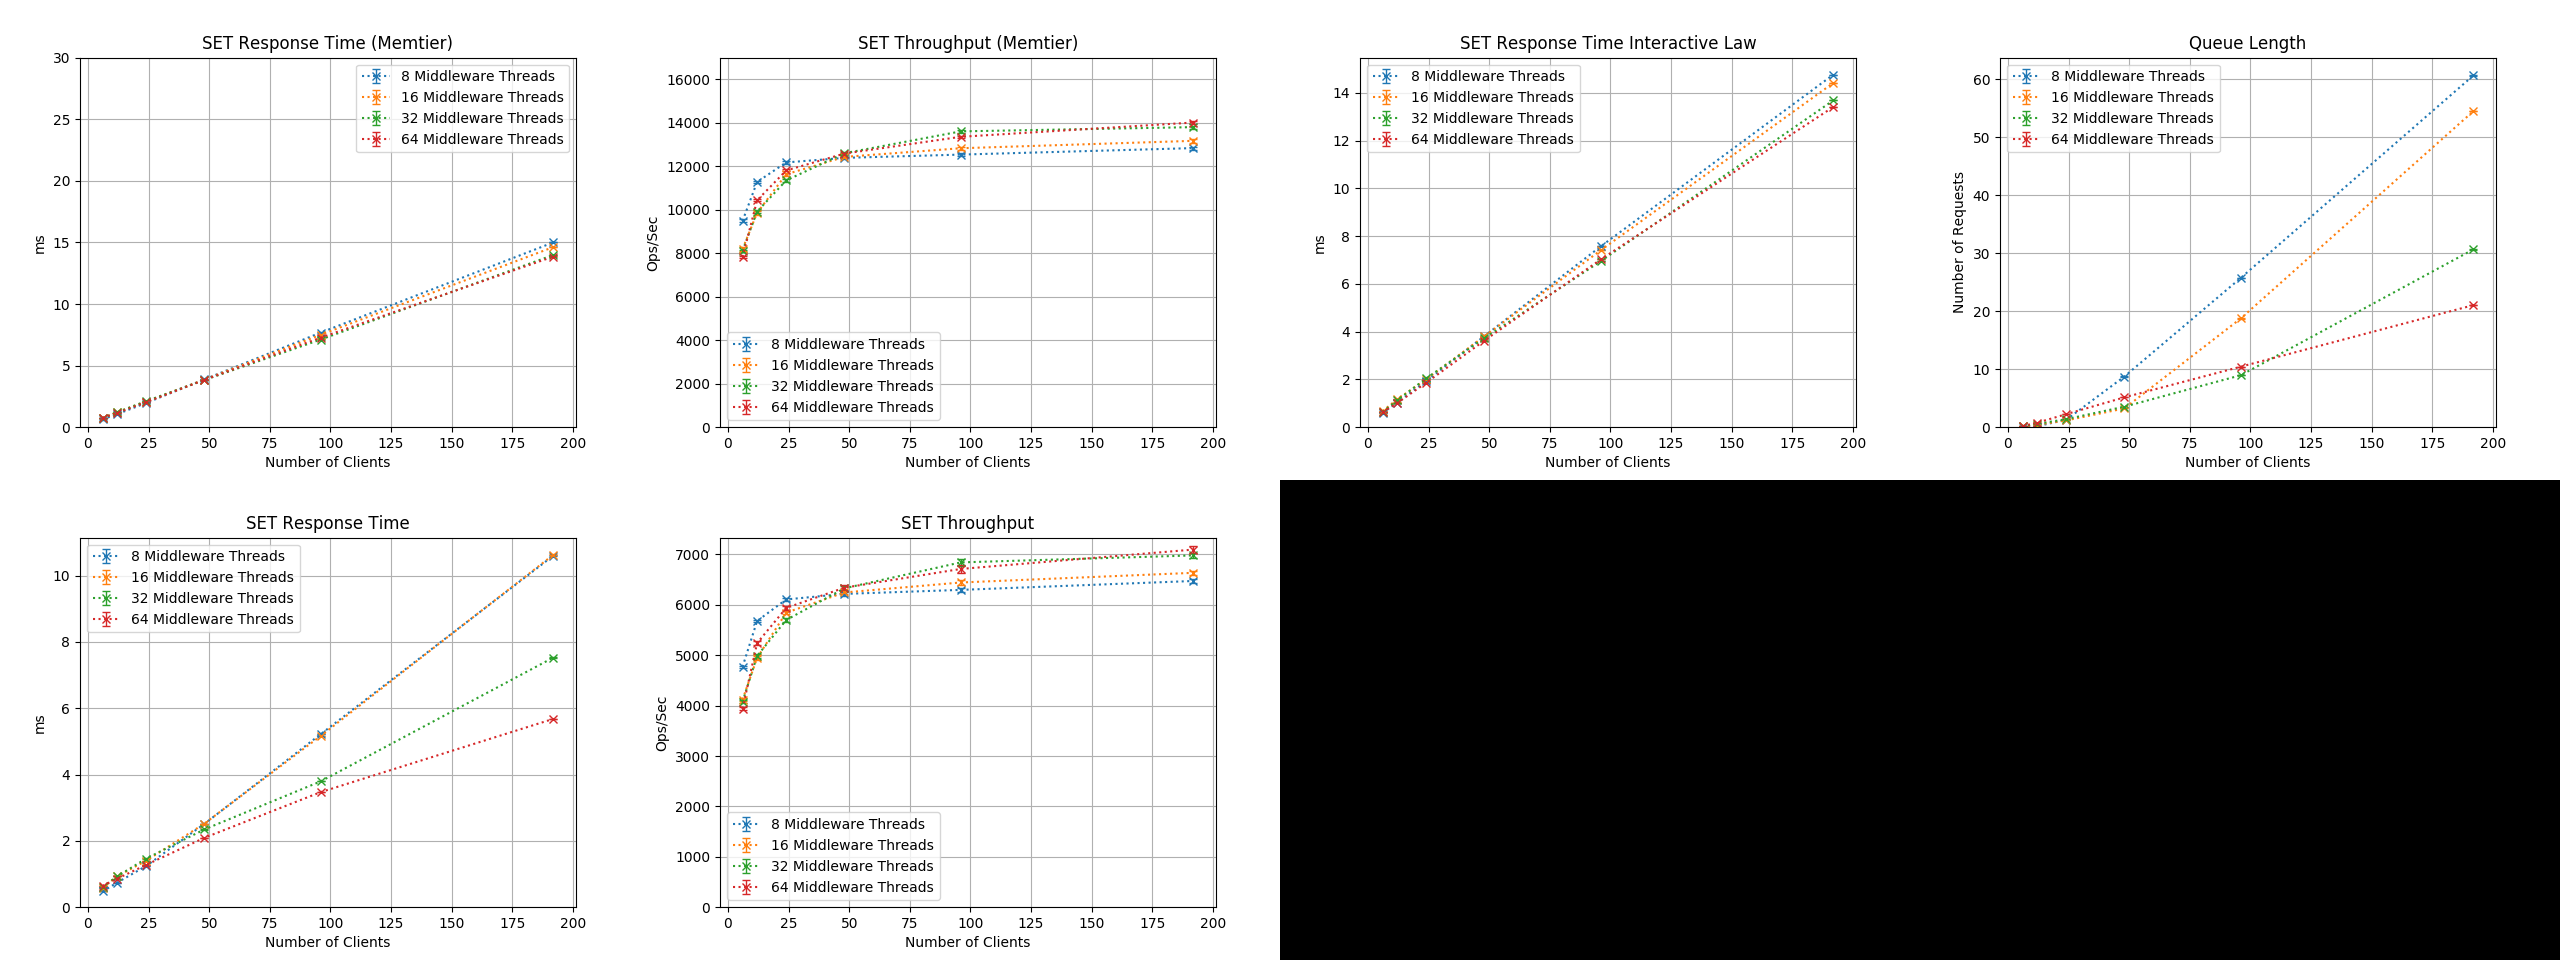 SET Response Time (Memtier)
30
25
20
15
10
5
0
ms
8 Middleware Threads
16 Middleware Threads
32 Middleware Threads
64 Middleware Threads
0 25 50 75 100 125 150 175 200
Number of Clients
SET Throughput (Memtier)
16000
14000
12000
10000
8000
6000
4000
2000
0
Ops/Sec
8 Middleware Threads
16 Middleware Threads
32 Middleware Threads
64 Middleware Threads
0 25 50 75 100 125 150 175 200
Number of Clients
SET Response Time Interactive Law
14
12
10
8
6
4
2
0
ms
8 Middleware Threads
16 Middleware Threads
32 Middleware Threads
64 Middleware Threads
0 25 50 75 100 125 150 175 200
Number of Clients
Queue Length
60
50
40
30
20
10
0
Number of Requests
8 Middleware Threads
16 Middleware Threads
32 Middleware Threads
64 Middleware Threads
0 25 50 75 100 125 150 175 200
Number of Clients
SET Response Time
10
8
6
4
2
0
ms
8 Middleware Threads
16 Middleware Threads
32 Middleware Threads
64 Middleware Threads
0 25 50 75 100 125 150 175 200
Number of Clients
SET Throughput
7000
6000
5000
4000
3000
2000
1000
0
Ops/Sec
8 Middleware Threads
16 Middleware Threads
32 Middleware Threads
64 Middleware Threads
0 25 50 75 100 125 150 175 200
Number of Clients